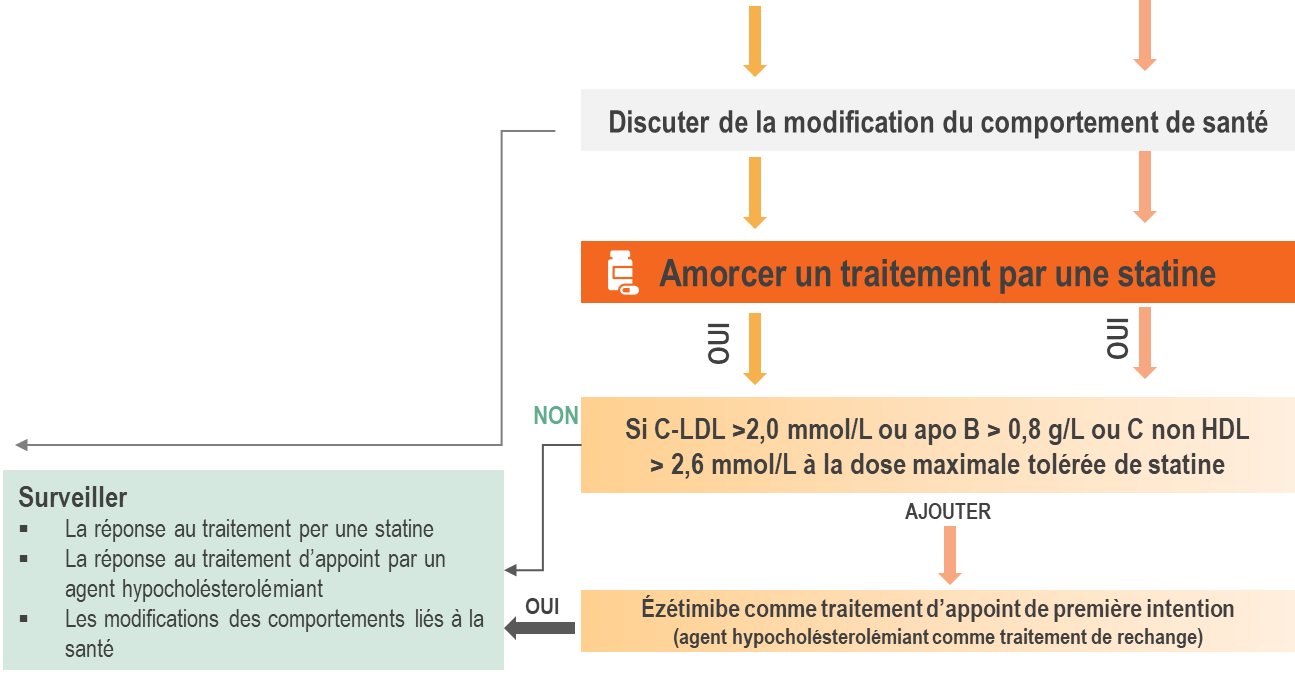 Discuter de la modification du comportement de santé
Amorcer un traitement par une statine
OUI
OUI
NON
Si C-LDL >2,0 mmol/L ou apo B > 0,8 g/L ou C non HDL
> 2,6 mmol/L à la dose maximale tolérée de statine
AJOUTER
Surveiller
▪ La réponse au traitement per une statine
▪ La réponse au traitement d’appoint par un
agent hypocholéstérolémiant
▪ Les modifications des comportements liés à la
santé
OUI
Ézétimibe comme traitement d’appoint de première intention
(agent hypocholéstérolémiant comme traitement de rechange)